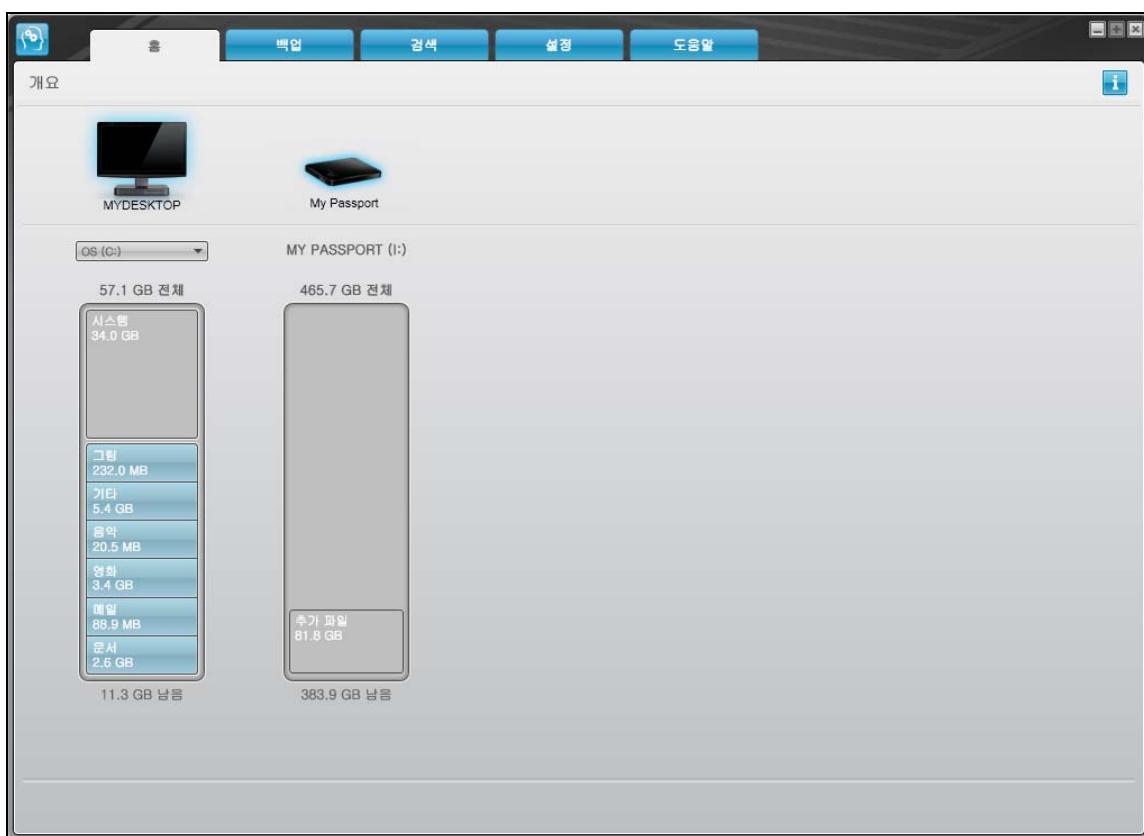 홈 백업 검색 설정 도움말
개요
MYDESKTOP My Passport
OS (C:) MY PASSPORT (I:)
57.1 GB 전체 465.7 GB 전체
시스템
34.0 GB
그림
232.0 MB
기타
5.4 GB
음악
20.5 MB
영화
3.4 GB
메일
88.9 MB
문서
2.6 GB
추가 파일
81.8 GB
11.3 GB 남음 383.9 GB 남음